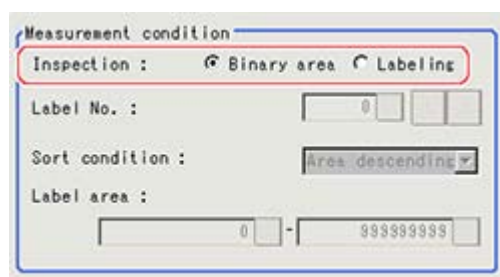 Measurement condition
Inspection : Binary area Labeling
Label No. : 0
Sort condition : Area descending
Label area :
0 - 999999999